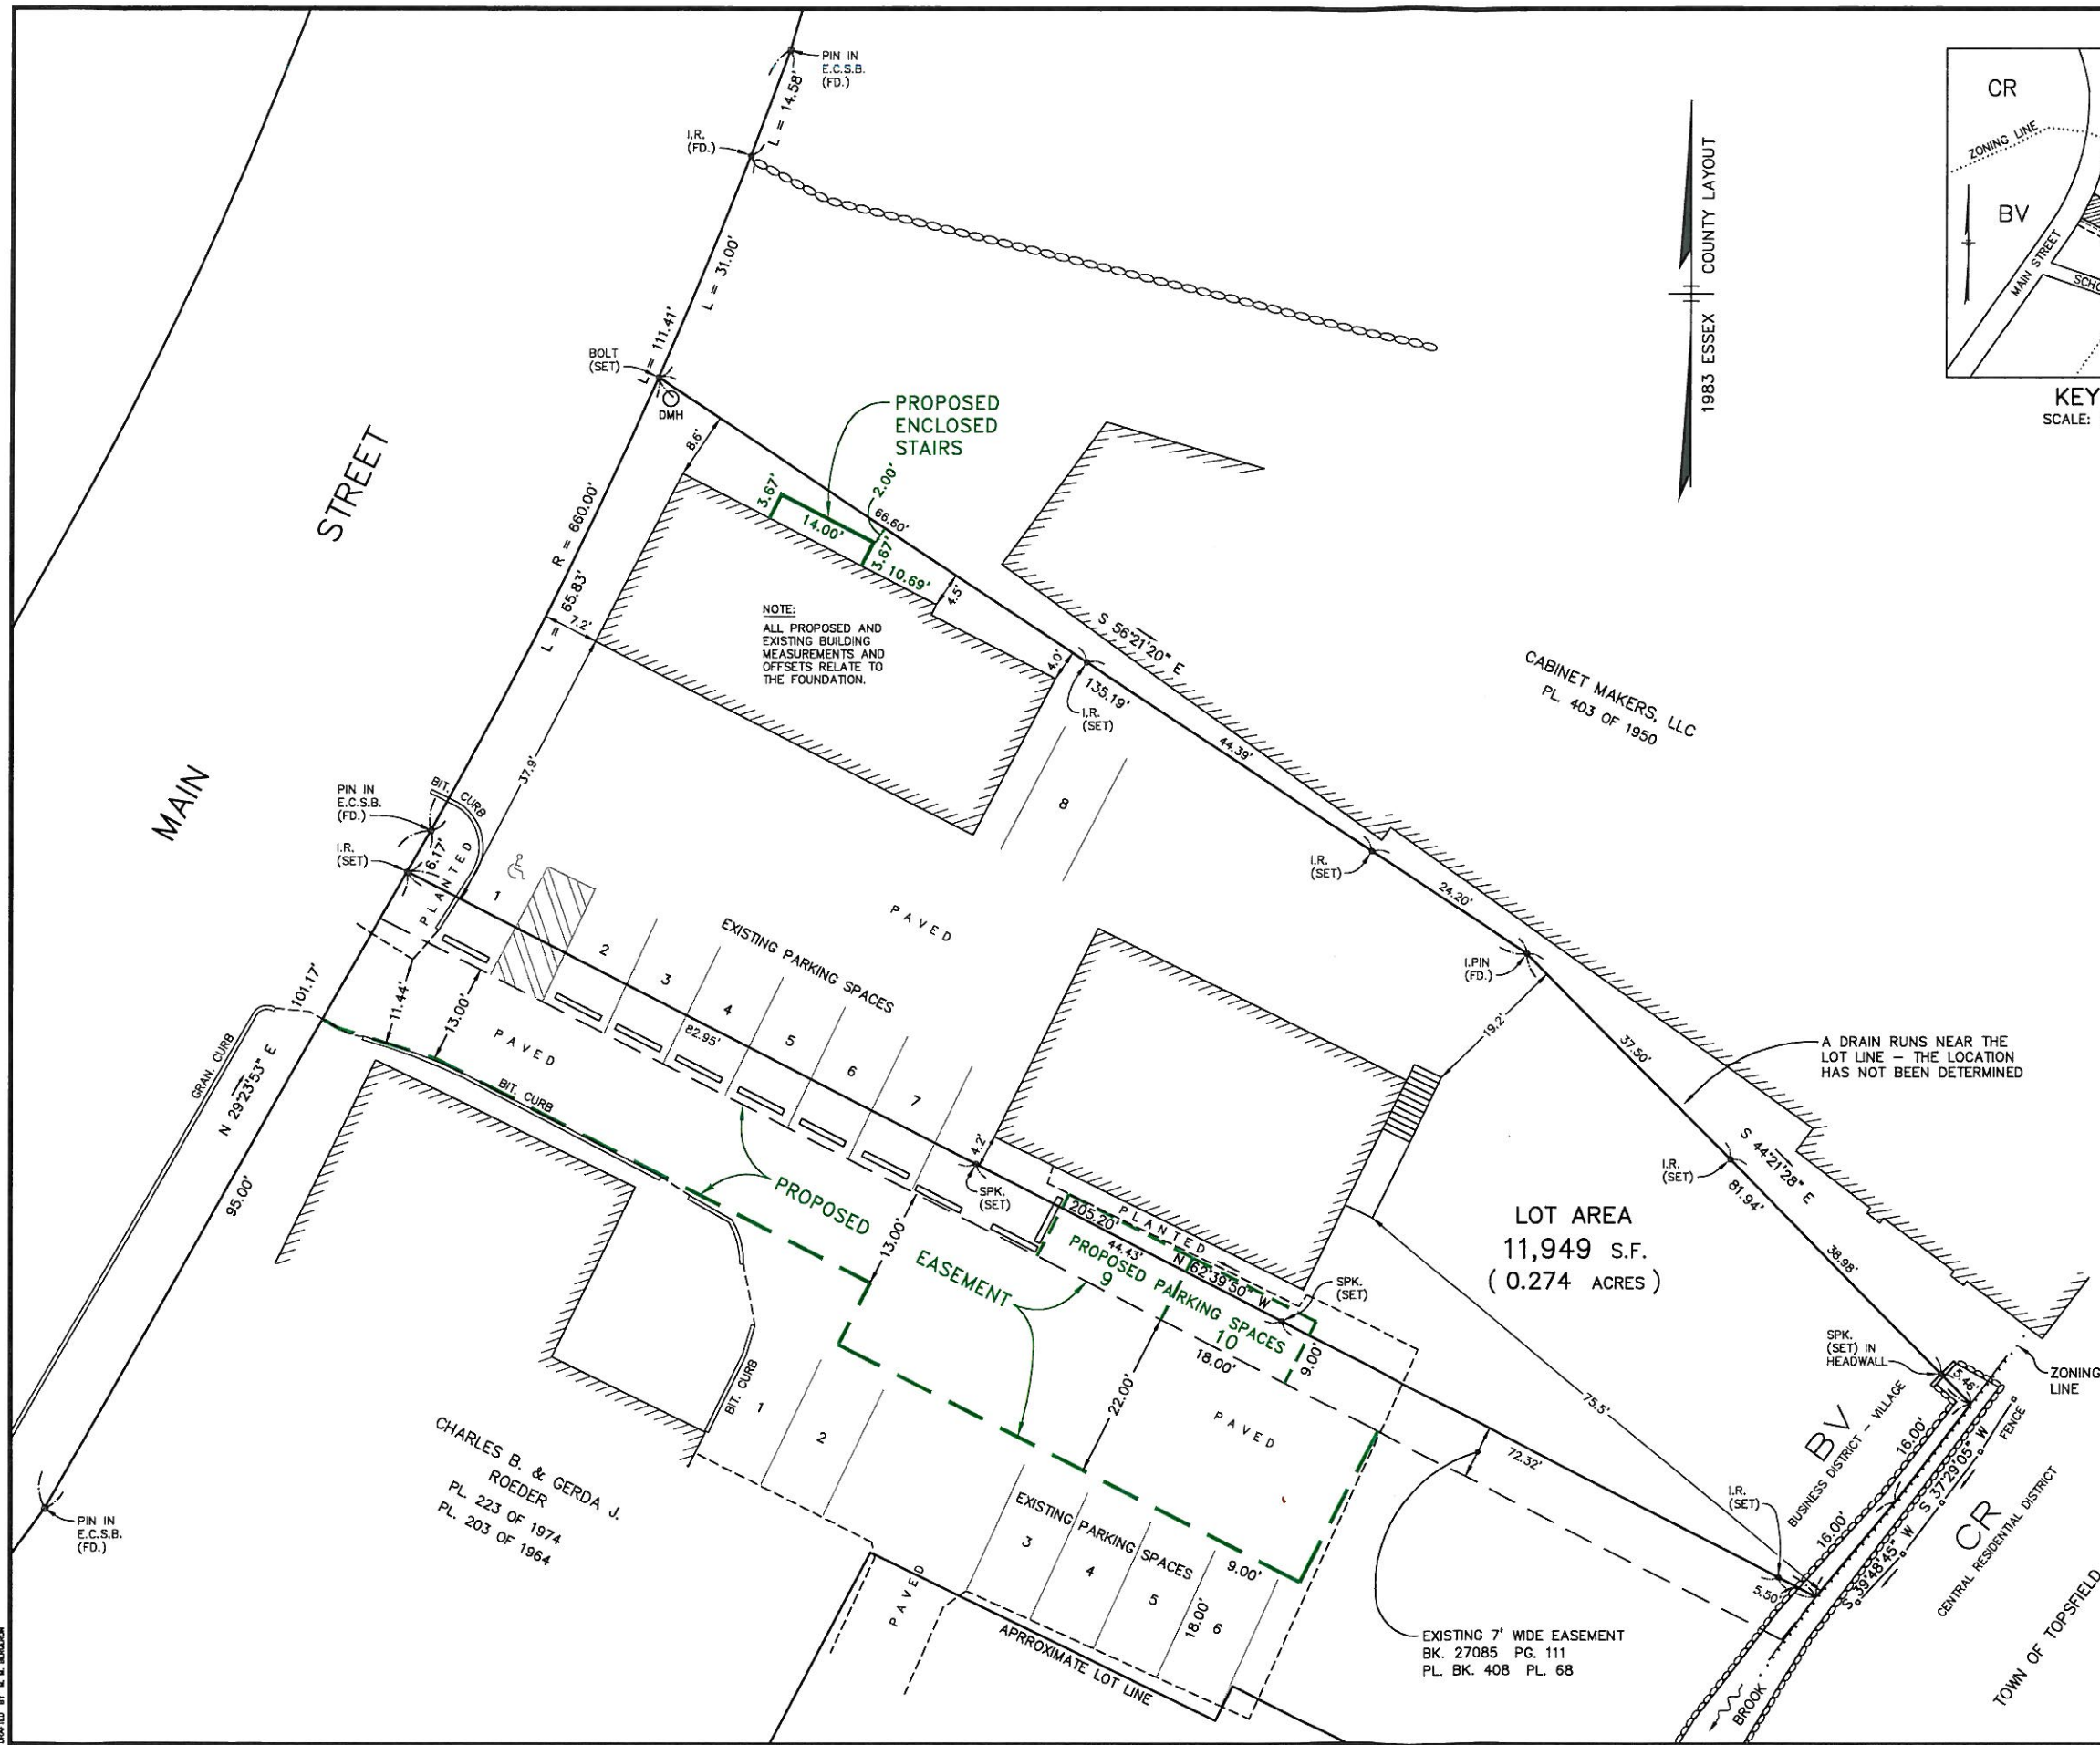 PIN IN
E.C.S.B.
(FD.)
L = 14.58'
I.R.
(FD.)
L = 31.00'
L = 111.41'
BOLT
(SET)
DMH
8.6'
PROPOSED
ENCLOSED
STAIRS
3.67'
14.00'
2.00'
3.67'
10.69'
66.60'
4.5'
4.0'
R = 660.00'
L = 65.83'
7.2'
NOTE:
ALL PROPOSED AND
EXISTING BUILDING
MEASUREMENTS AND
OFFSETS RELATE TO
THE FOUNDATION.
MAIN STREET
1983 ESSEX COUNTY LAYOUT
CR
ZONING LINE
BV
MAIN STREET
KEY
SCALE:
S 56°21'20" E
135.19'
I.R.
(SET)
44.39'
CABINET MAKERS, LLC
PL. 403 OF 1950
37.9'
8
PIN IN
E.C.S.B.
(FD.)
BIT. CURB
I.R.
(SET)
6.17'
PLANTED
1
2
3
4
5
6
7
EXISTING PARKING SPACES
PAVED
82.95'
I.R.
(SET)
24.20'
I.PIN
(FD.)
19.2'
37.50'
A DRAIN RUNS NEAR THE
LOT LINE - THE LOCATION
HAS NOT BEEN DETERMINED
101.17'
11.44'
13.00'
PAVED
GRAN. CURB
N 29°23'53" E
BIT. CURB
95.00'
4.2'
SPK.
(SET)
PROPOSED
EASEMENT
13.00'
205.20'
PLANTED
44.43'
N 62°39'50" W
PROPOSED PARKING SPACES
9
10
18.00'
9.00'
SPK.
(SET)
I.R.
(SET)
S 44°21'28" E
81.94'
38.98'
LOT AREA
11,949 S.F.
( 0.274 ACRES )
22.00'
PAVED
75.5'
72.32'
SPK.
(SET) IN
HEADWALL
5.46'
ZONING
LINE
BV
BUSINESS DISTRICT - VILLAGE
16.00'
FENCE
S 37°29'05" W
I.R.
(SET)
16.00'
S 39°48'45" W
5.50'
CR
CENTRAL RESIDENTIAL DISTRICT
BIT. CURB
1
2
CHARLES B. & GERDA J.
ROEDER
PL. 223 OF 1974
PL. 203 OF 1964
PIN IN
E.C.S.B.
(FD.)
EXISTING PARKING SPACES
3
4
5
6
9.00'
18.00'
PAVED
APRROXIMATE LOT LINE
EXISTING 7' WIDE EASEMENT
BK. 27085 PG. 111
PL. BK. 408 PL. 68
BROOK
TOWN OF TOPSFIELD